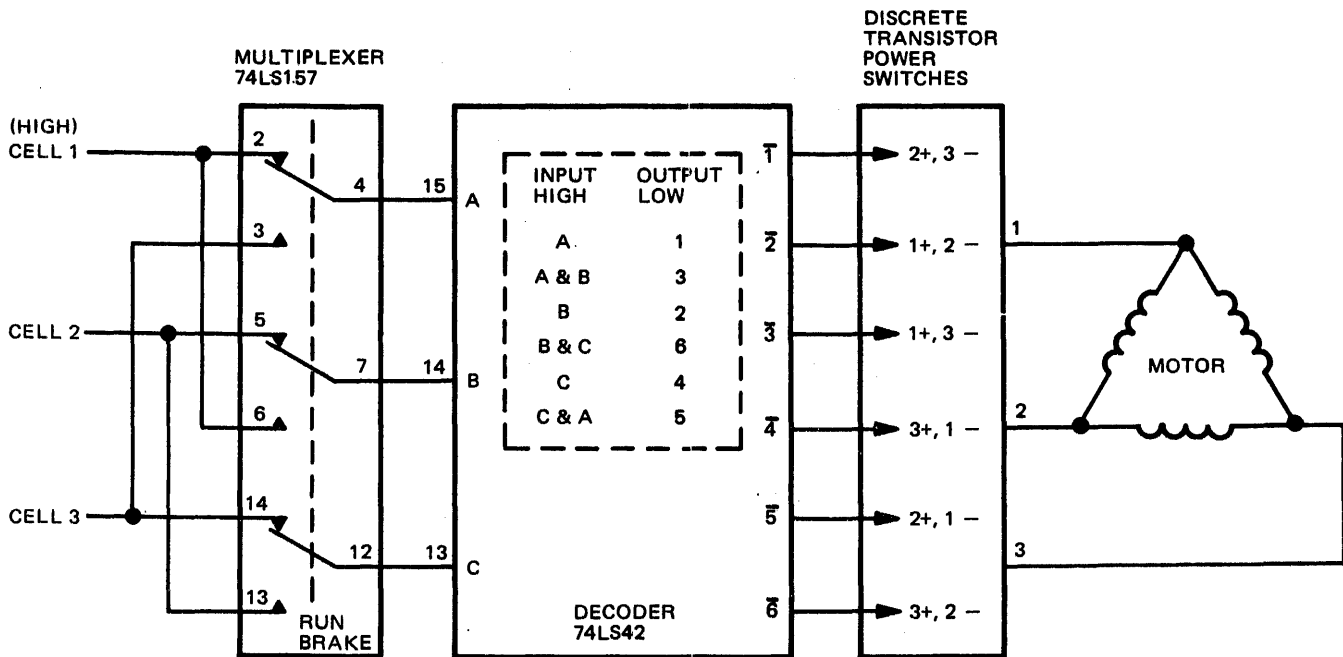 DISCRETE
TRANSISTOR
POWER
SWITCHES
MULTIPLEXER
74LS157
(HIGH)
CELL 1
2
4
15
A
3
CELL 2
5
7
14
B
6
CELL 3
14
12
13
C
13
RUN
BRAKE
INPUT HIGH
OUTPUT LOW
A 1
A & B 3
B 2
B & C 6
C 4
C & A 5
DECODER
74LS42
1̅
2̅
3̅
4̅
5̅
6̅
2+, 3 −
1+, 2 −
1+, 3 −
3+, 1 −
2+, 1 −
3+, 2 −
1
2
3
MOTOR